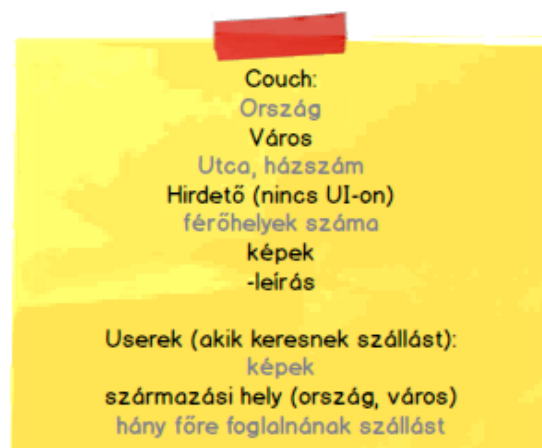 Couch:
Ország
Város
Utca, házszám
Hirdető (nincs UI-on)
férőhelyek száma
képek
-leírás
Userek (akik keresnek szállást):
képek
származási hely (ország, város)
hány főre foglalnának szállást